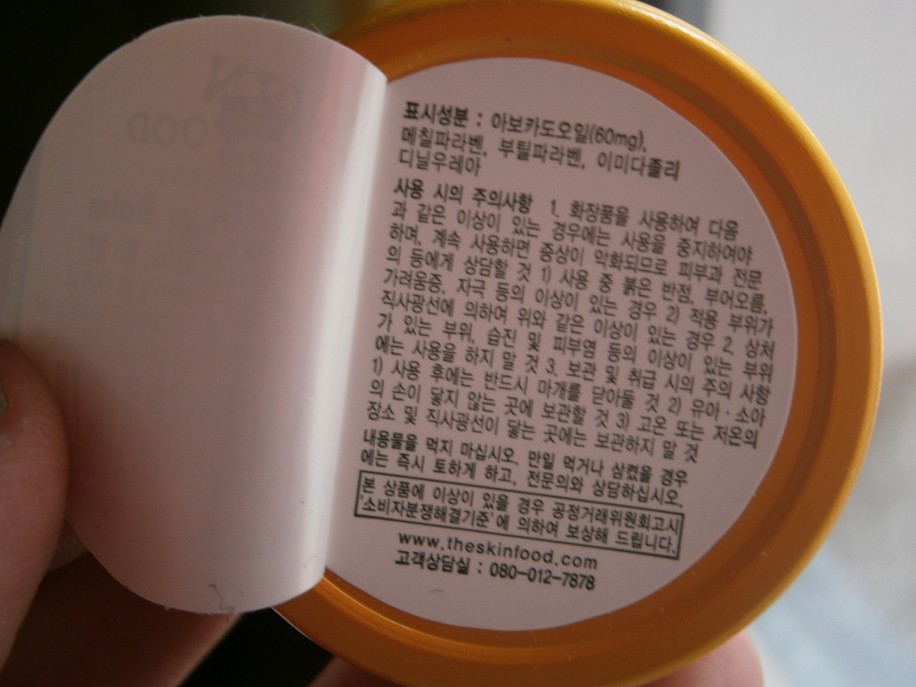 표시성분 : 아보카도오일(60mg),
메칠파라벤, 부틸파라벤, 이미다졸리
디닐우레아
사용 시의 주의사항 1. 화장품을 사용하여 다음
과 같은 이상이 있는 경우에는 사용을 중지하여야
하며, 계속 사용하면 증상이 악화되므로 피부과 전문
의 등에게 상담할 것 1) 사용 중 붉은 반점, 부어오름,
가려움증, 자극 등의 이상이 있는 경우 2) 적용 부위가
직사광선에 의하여 위와 같은 이상이 있는 경우 2. 상처
가 있는 부위, 습진 및 피부염 등의 이상이 있는 부위
에는 사용을 하지 말 것 3. 보관 및 취급 시의 주의 사항
1) 사용 후에는 반드시 마개를 닫아둘 것 2) 유아·소아
의 손이 닿지 않는 곳에 보관할 것 3) 고온 또는 저온의
장소 및 직사광선이 닿는 곳에는 보관하지 말 것
내용물을 먹지 마십시오. 만일 먹거나 삼켰을 경우
에는 즉시 토하게 하고, 전문의와 상담하십시오.
본 상품에 이상이 있을 경우 공정거래위원회고시
'소비자분쟁해결기준'에 의하여 보상해 드립니다.
www.theskinfood.com
고객상담실 : 080-012-7878